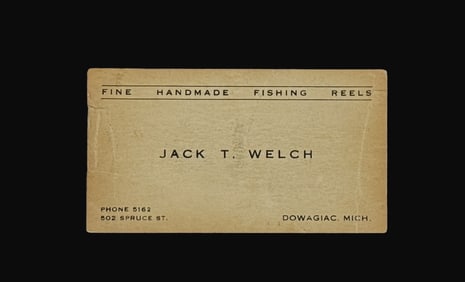 FINE HANDMADE FISHING REELS
JACK T. WELCH
PHONE 5162
502 SPRUCE ST.
DOWAGIAC, MICH.